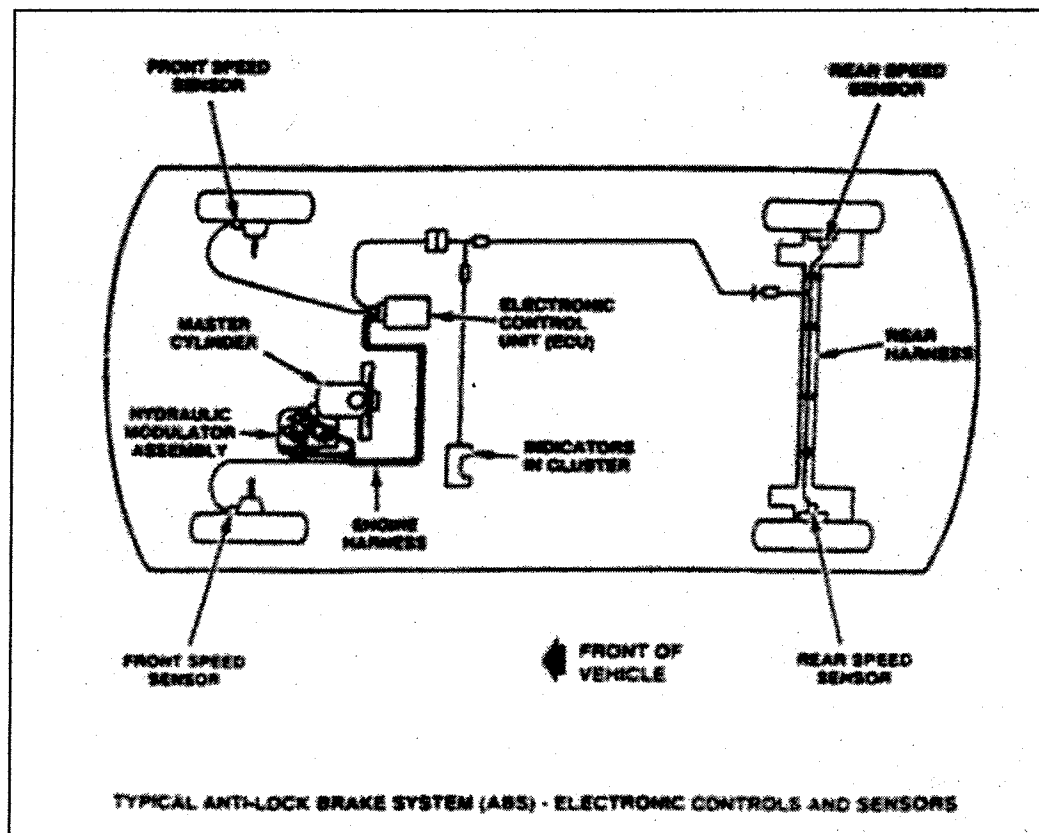 FRONT SPEED
SENSOR
REAR SPEED
SENSOR
MASTER
CYLINDER
ELECTRONIC
CONTROL
UNIT (ECU)
REAR
HARNESS
HYDRAULIC
MODULATOR
ASSEMBLY
INDICATORS
IN CLUSTER
ENGINE
HARNESS
FRONT SPEED
SENSOR
FRONT OF
VEHICLE
REAR SPEED
SENSOR
TYPICAL ANTI-LOCK BRAKE SYSTEM (ABS) - ELECTRONIC CONTROLS AND SENSORS